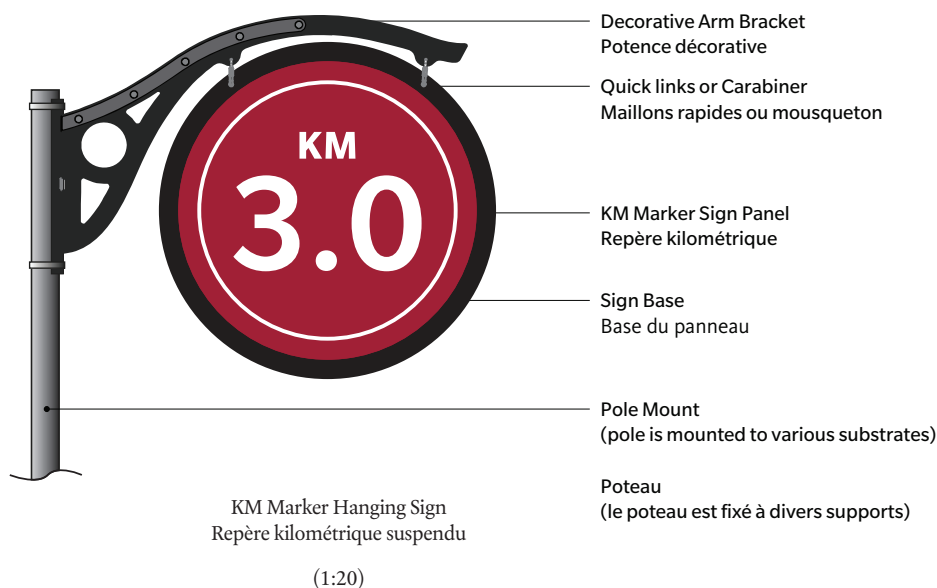 Decorative Arm Bracket
Potence décorative
Quick links or Carabiner
Maillons rapides ou mousqueton
KM
3.0
KM Marker Sign Panel
Repère kilométrique
Sign Base
Base du panneau
Pole Mount
(pole is mounted to various substrates)
Poteau
(le poteau est fixé à divers supports)
KM Marker Hanging Sign
Repère kilométrique suspendu
(1:20)